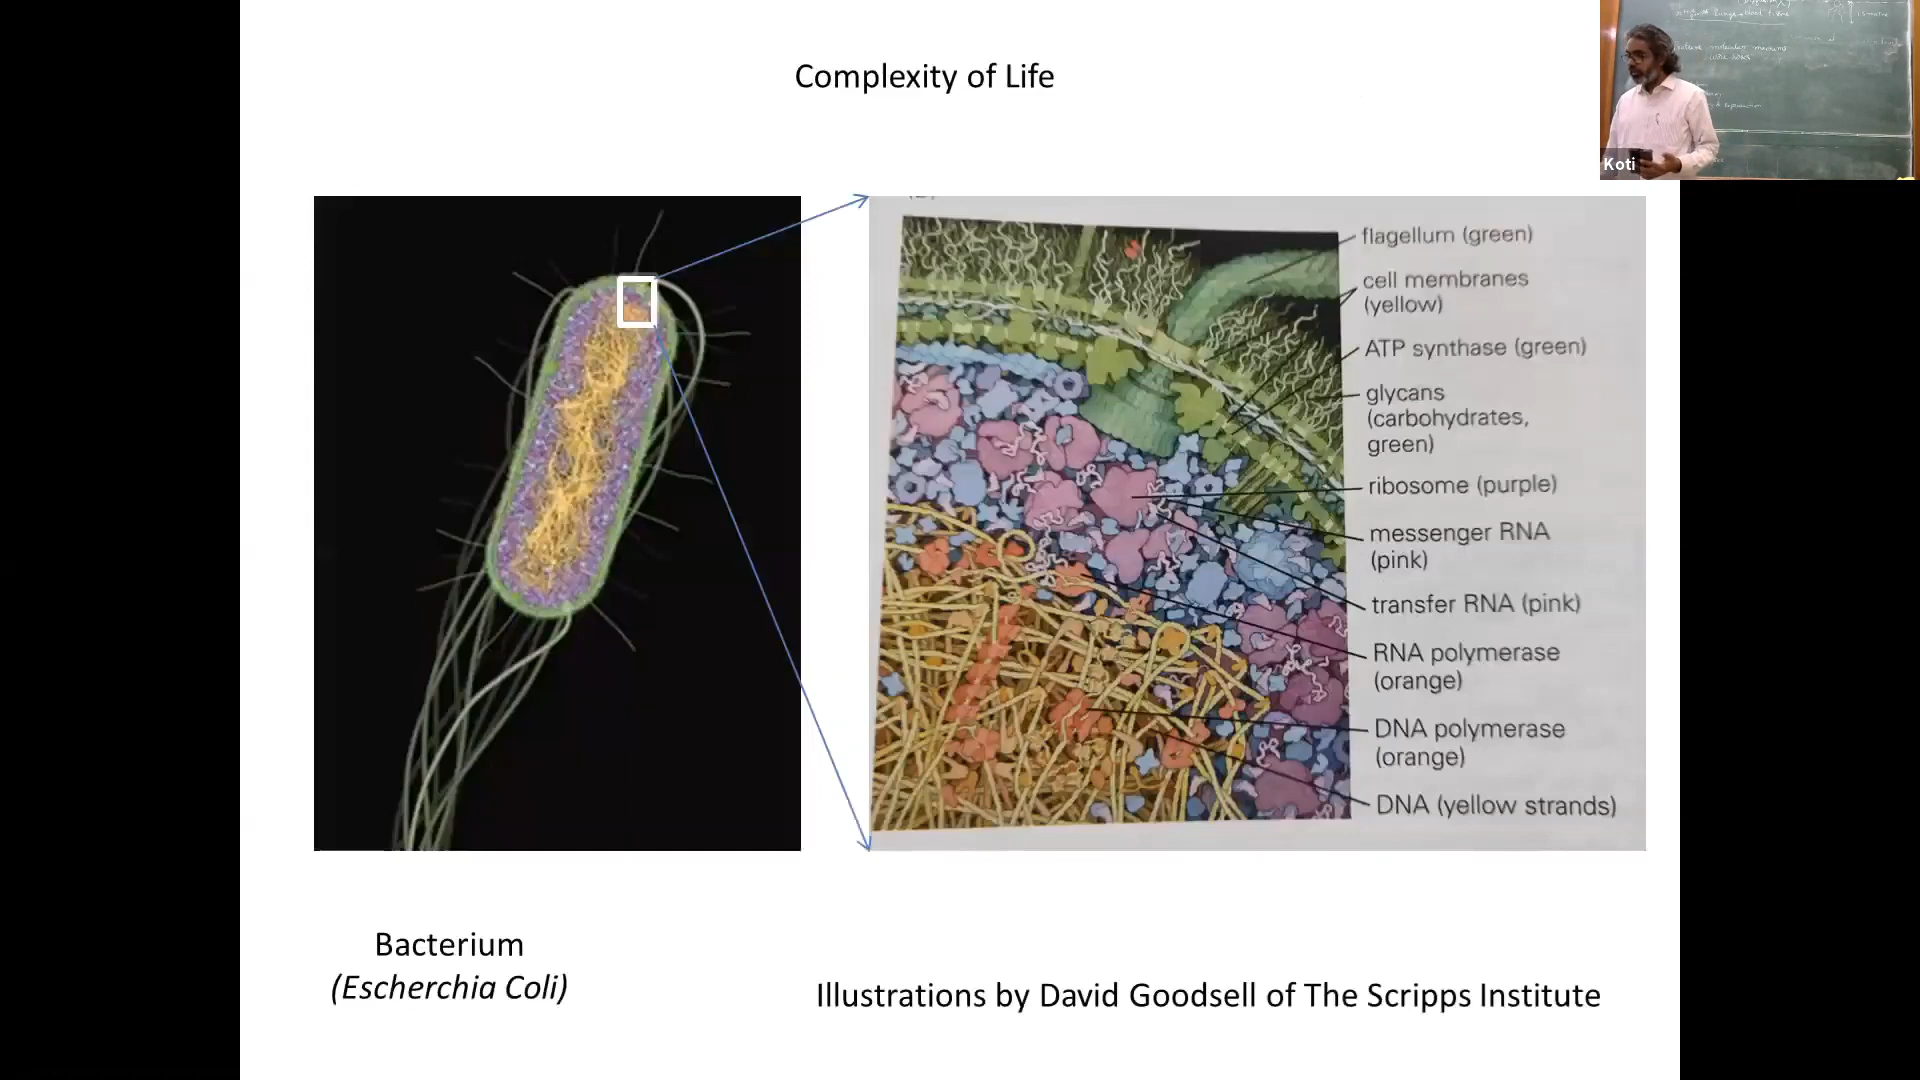 Complexity of Life
Koti
flagellum (green)
cell membranes
(yellow)
ATP synthase (green)
glycans
(carbohydrates,
green)
ribosome (purple)
messenger RNA
(pink)
transfer RNA (pink)
RNA polymerase
(orange)
DNA polymerase
(orange)
DNA (yellow strands)
Bacterium
(Escherchia Coli)
Illustrations by David Goodsell of The Scripps Institute